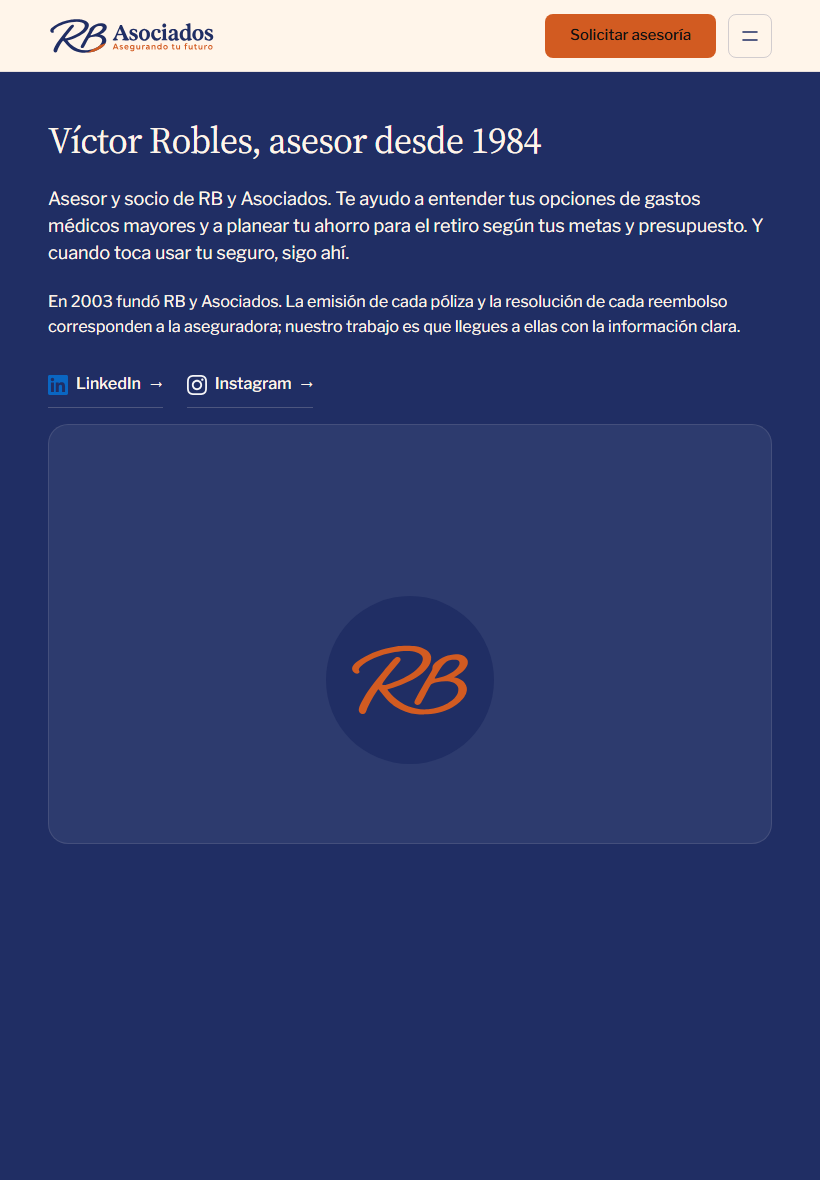 RB Asociados
Asegurando tu futuro
Solicitar asesoría
Víctor Robles, asesor desde 1984
Asesor y socio de RB y Asociados. Te ayudo a entender tus opciones de gastos
médicos mayores y a planear tu ahorro para el retiro según tus metas y presupuesto. Y
cuando toca usar tu seguro, sigo ahí.
En 2003 fundó RB y Asociados. La emisión de cada póliza y la resolución de cada reembolso
corresponden a la aseguradora; nuestro trabajo es que llegues a ellas con la información clara.
in LinkedIn → Instagram →
RB